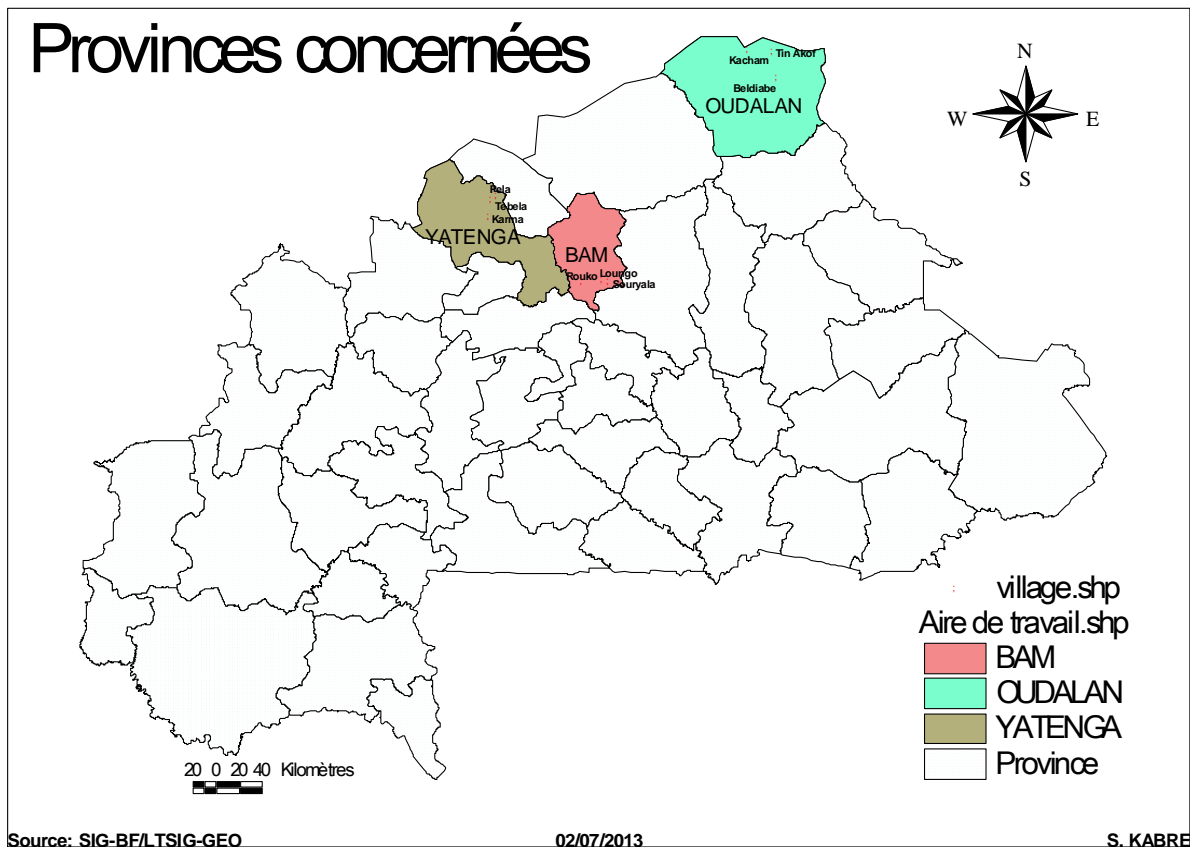 Provinces concernées
Tin Akof
Kacham
Beldiabe
OUDALAN
N
W E
S
Pela
Tebela
Karma
YATENGA
BAM
Rouko Loungo
Souryala
village.shp
Aire de travail.shp
BAM
OUDALAN
YATENGA
Province
20 0 20 40 Kilomètres
Source: SIG-BF/LTSIG-GEO 02/07/2013 S. KABRE